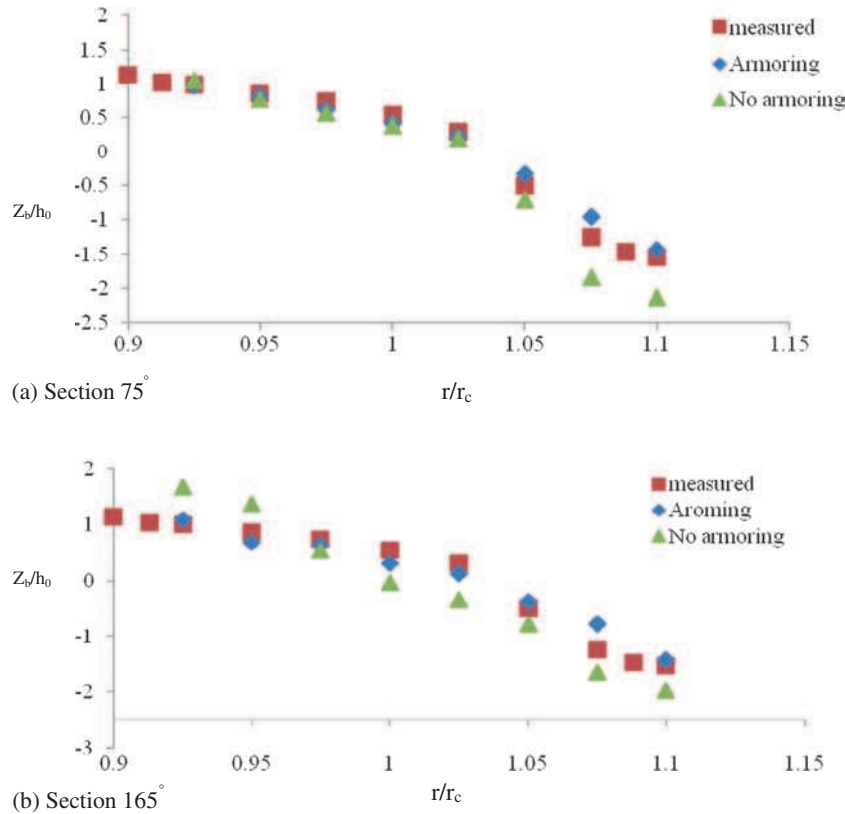 2
1.5
1
0.5
0
-0.5
-1
-1.5
-2
-2.5
Z_b/h_0
0.9 0.95 1 1.05 1.1 1.15
measured
Armoring
No armoring
(a) Section 75° r/r_c
2
1
0
-1
-2
-3
Z_b/h_0
0.9 0.95 1 1.05 1.1 1.15
measured
Aroming
No armoring
(b) Section 165° r/r_c